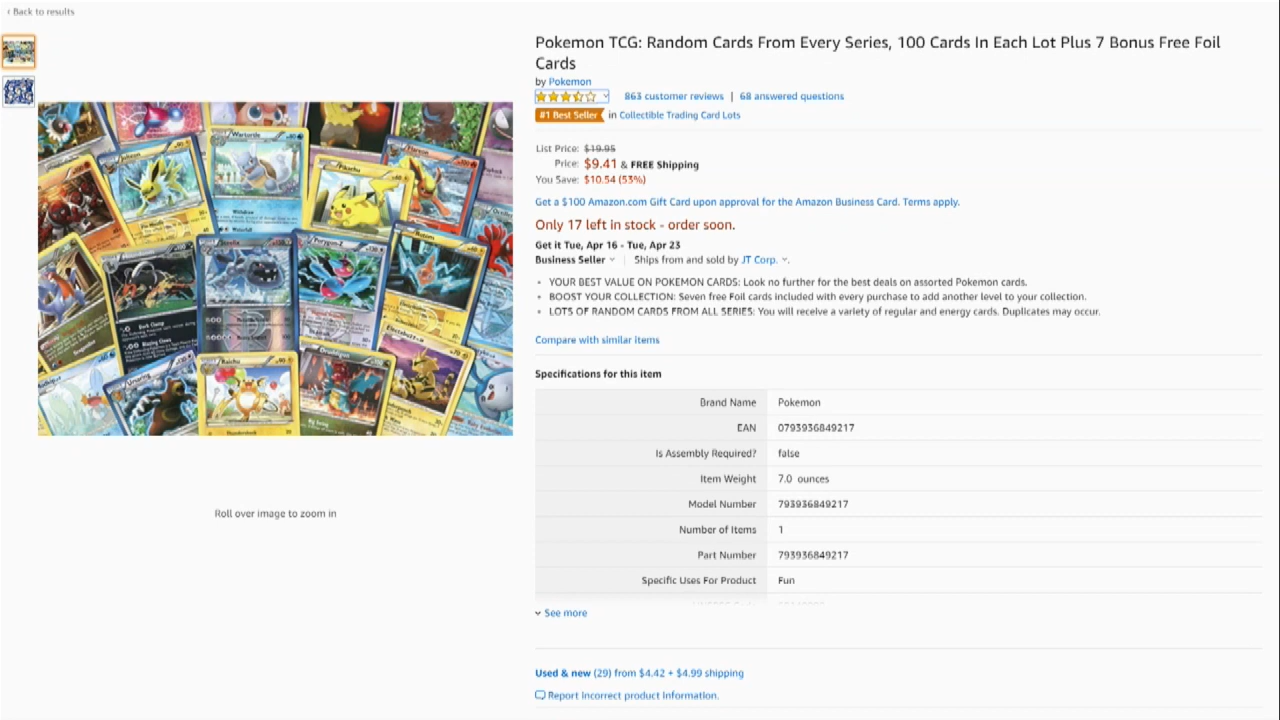 ‹ Back to results
Pokemon TCG: Random Cards From Every Series, 100 Cards In Each Lot Plus 7 Bonus Free Foil
Cards
by Pokemon
863 customer reviews | 68 answered questions
#1 Best Seller in Collectible Trading Card Lots
List Price: $19.95
Price: $9.41 & FREE Shipping
You Save: $10.54 (53%)
Get a $100 Amazon.com Gift Card upon approval for the Amazon Business Card. Terms apply.
Only 17 left in stock - order soon.
Get it Tue, Apr 16 - Tue, Apr 23
Business Seller | Ships from and sold by JT Corp. .
• YOUR BEST VALUE ON POKEMON CARDS: Look no further for the best deals on assorted Pokemon cards.
• BOOST YOUR COLLECTION: Seven free Foil cards included with every purchase to add another level to your collection.
• LOTS OF RANDOM CARDS FROM ALL SERIES: You will receive a variety of regular and energy cards. Duplicates may occur.
Compare with similar items
Specifications for this item
Brand Name Pokemon
EAN 0793936849217
Is Assembly Required? false
Item Weight 7.0 ounces
Model Number 793936849217
Number of Items 1
Part Number 793936849217
Specific Uses For Product Fun
See more
Used & new (29) from $4.42 + $4.99 shipping
Report incorrect product information.
Wartortle
Pikachu
Jolteon
Porygon-Z
Rotom
Electabuzz
Raichu
Druddigon
Ursaring
Roll over image to zoom in